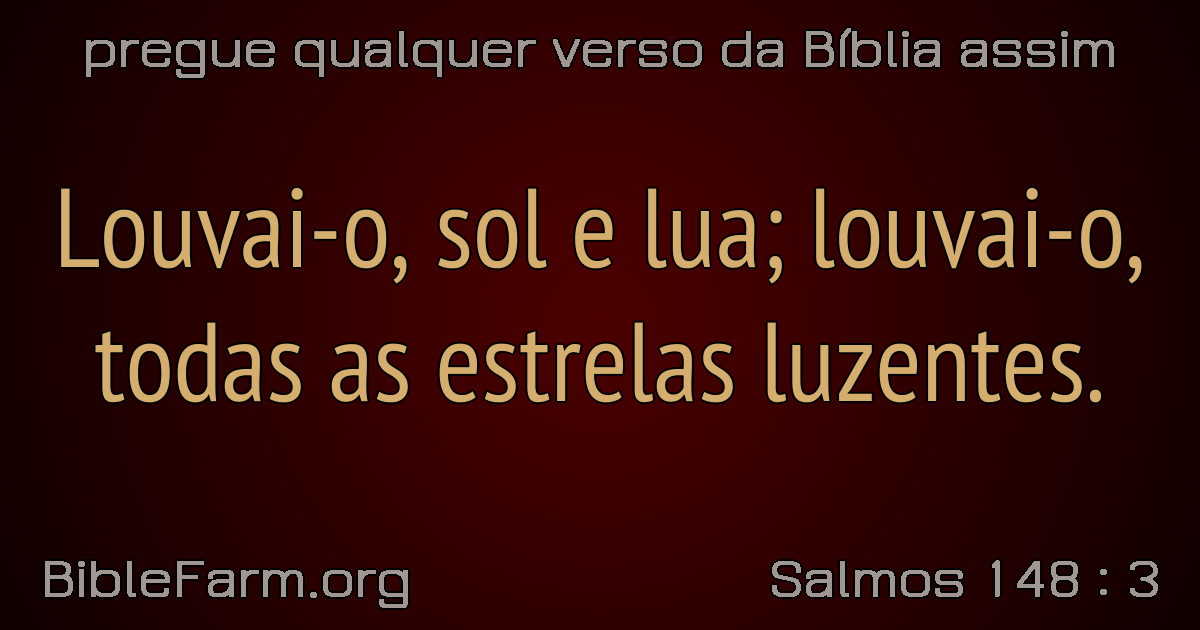 pregue qualquer verso da Bíblia assim
Louvai-o, sol e lua; louvai-o,
todas as estrelas luzentes.
BibleFarm.org
Salmos 148 : 3